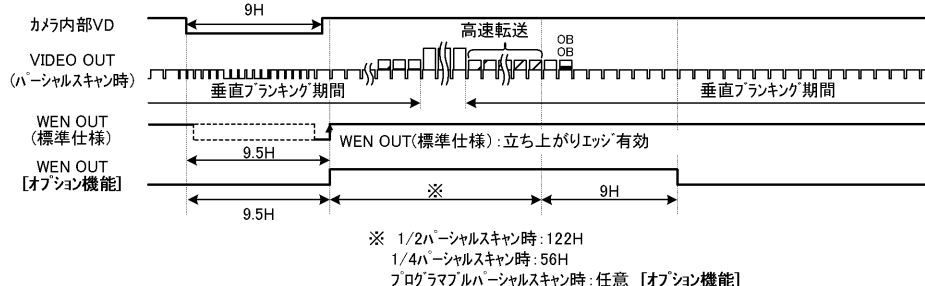 9H
カメラ内部VD
高速転送
OB
OB
VIDEO OUT
(パーシャルスキャン時)
垂直ブランキング期間
垂直ブランキング期間
WEN OUT
(標準仕様)
WEN OUT(標準仕様):立ち上がりエッジ有効
9.5H
WEN OUT
[オプション機能]
9.5H
※
9H
※ 1/2パーシャルスキャン時:122H
1/4パーシャルスキャン時:56H
プログラマブルパーシャルスキャン時:任意 [オプション機能]